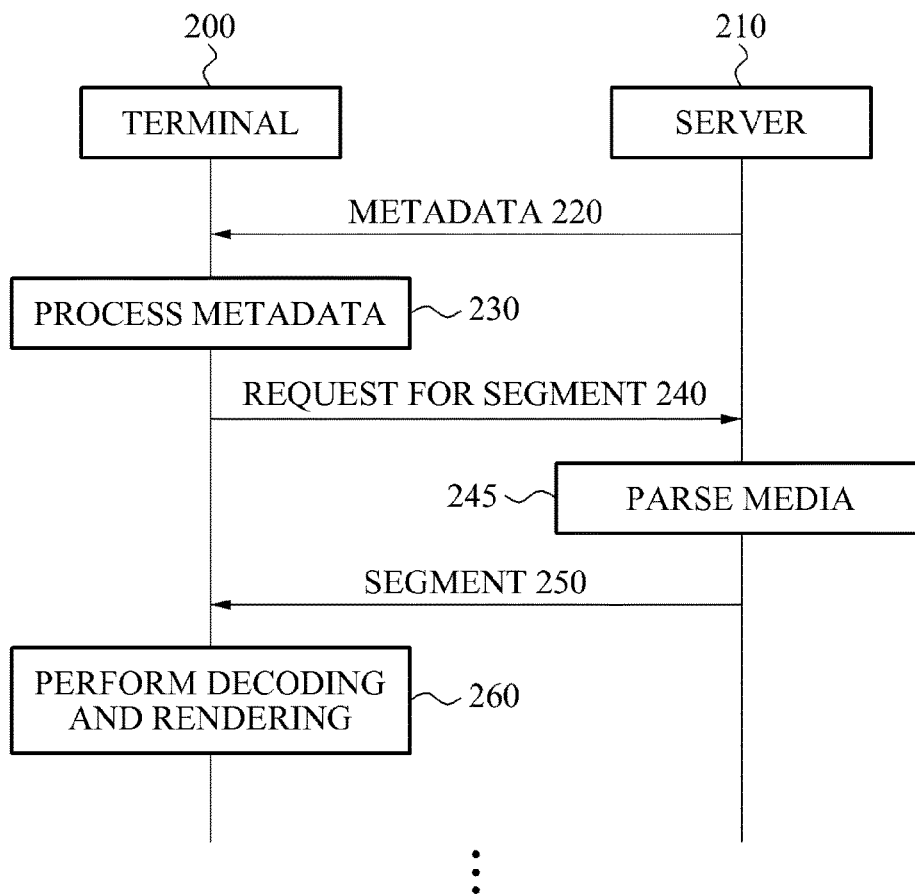 200
210
TERMINAL
SERVER
METADATA 220
PROCESS METADATA
230
REQUEST FOR SEGMENT 240
245
PARSE MEDIA
SEGMENT 250
PERFORM DECODING
AND RENDERING
260